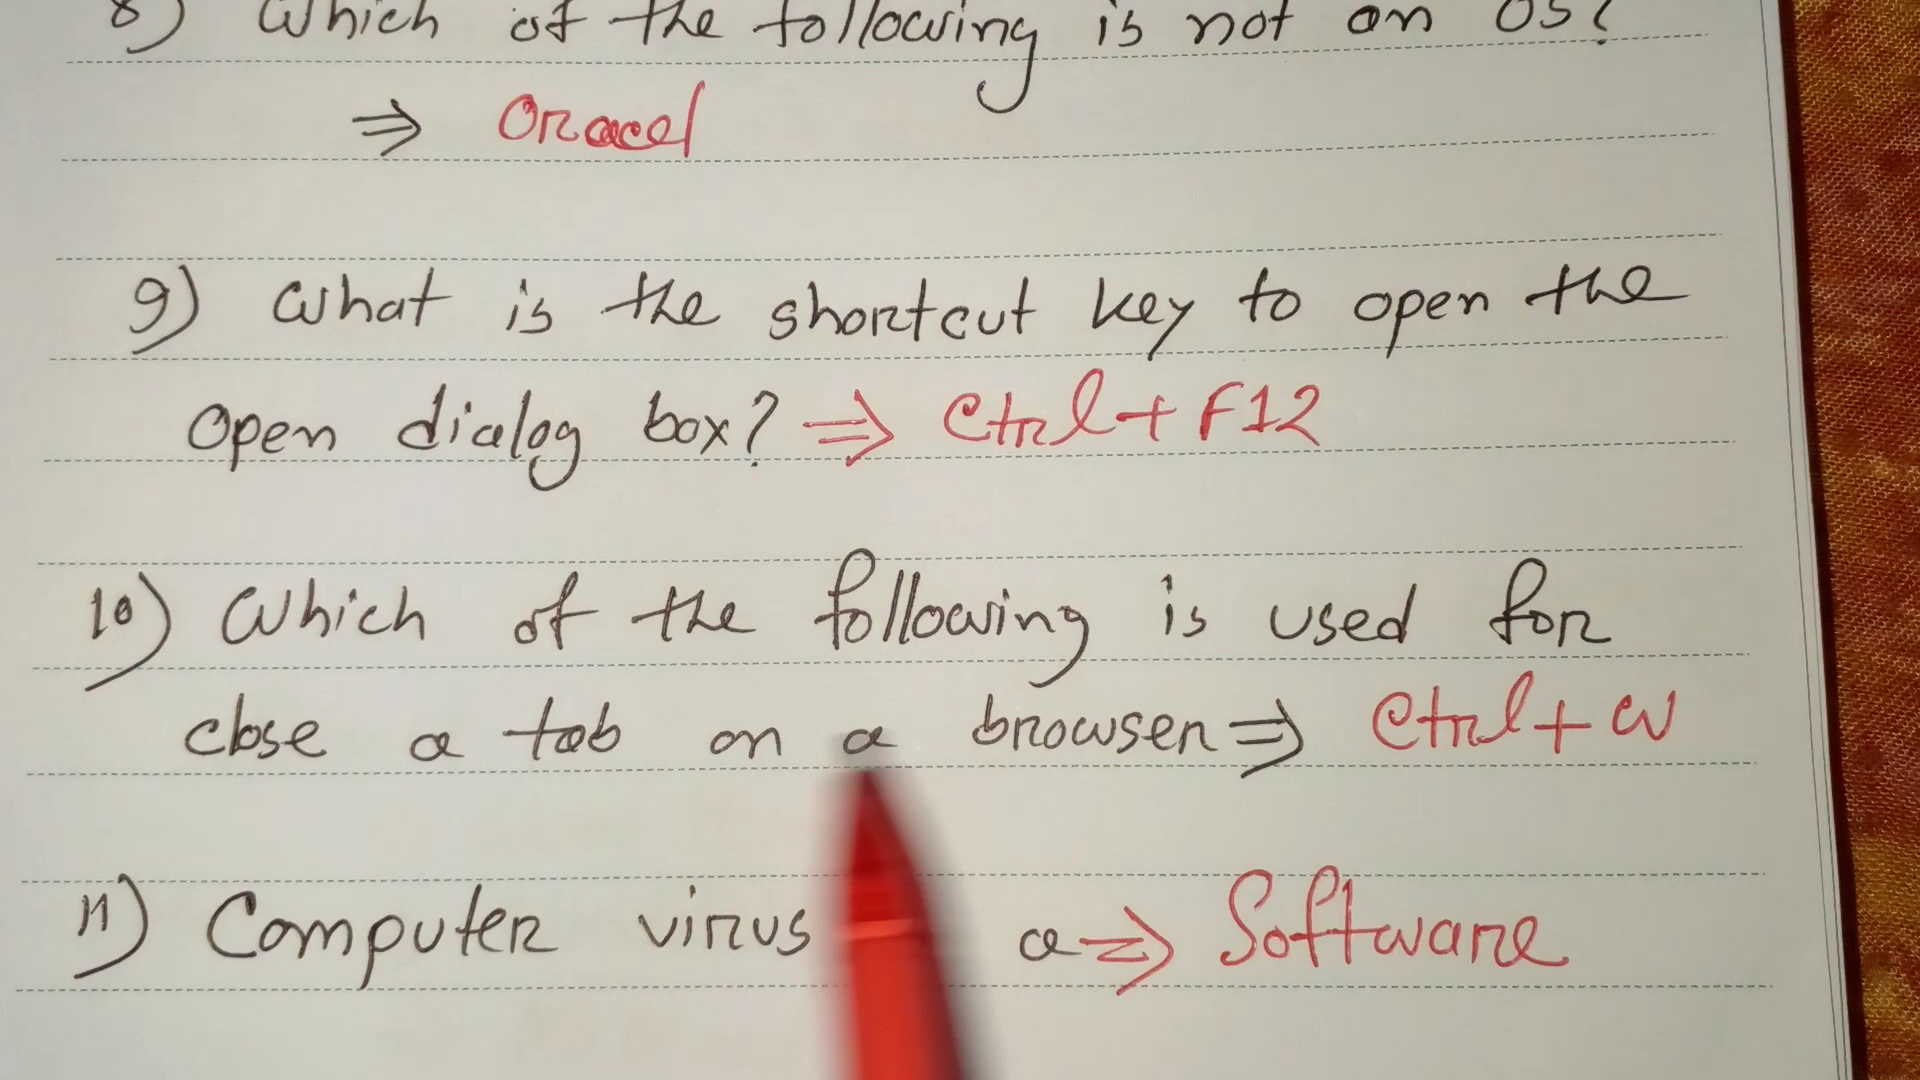 8) Which of the following is not an OS?
⇒ Oracel
9) What is the shortcut key to open the
open dialog box? ⇒ Ctrl+F12
10) Which of the following is used for
close a tab on a browser ⇒ Ctrl+W
11) Computer virus a ⇒ Software